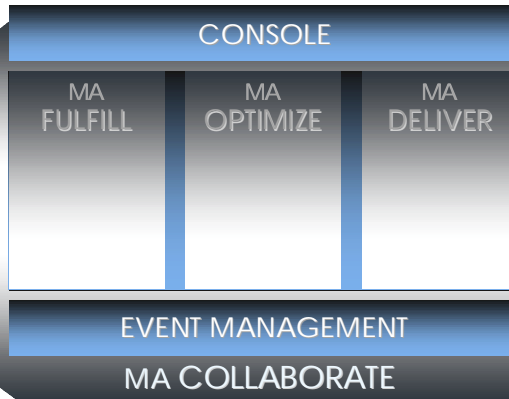 CONSOLE
MA
FULFILL
MA
OPTIMIZE
MA
DELIVER
EVENT MANAGEMENT
MA COLLABORATE